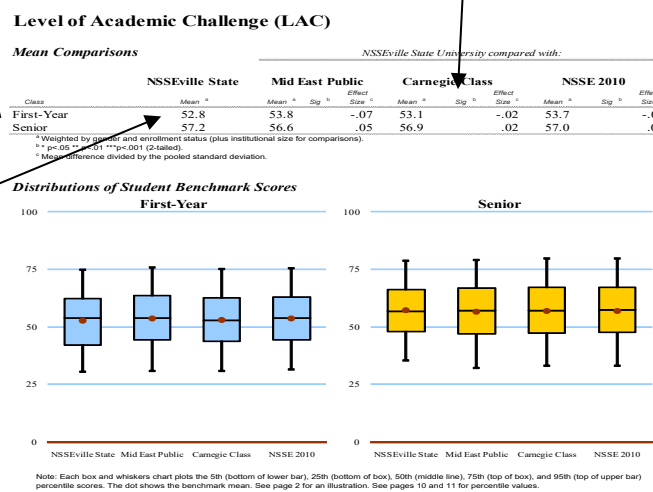 Level of Academic Challenge (LAC)
Mean Comparisons
NSSEville State University compared with:
NSSEville State Mid East Public Carnegie Class NSSE 2010
Class Mean a Mean a Sig b Effect Size c Mean a Sig b Effect Size c Mean a Sig b Effect Size c
First-Year 52.8 53.8 -.07 53.1 -.02 53.7
Senior 57.2 56.6 .05 56.9 .02 57.0
a Weighted by gender and enrollment status (plus institutional size for comparisons).
b * p<.05 ** p<.01 ***p<.001 (2-tailed).
c Mean difference divided by the pooled standard deviation.
Distributions of Student Benchmark Scores
First-Year Senior
100 100
75 75
50 50
25 25
0 0
NSSEville State Mid East Public Carnegie Class NSSE 2010 NSSEville State Mid East Public Carnegie Class NSSE 2010
Note: Each box and whiskers chart plots the 5th (bottom of lower bar), 25th (bottom of box), 50th (middle line), 75th (top of box), and 95th (top of upper bar)
percentile scores. The dot shows the benchmark mean. See page 2 for an illustration. See pages 10 and 11 for percentile values.